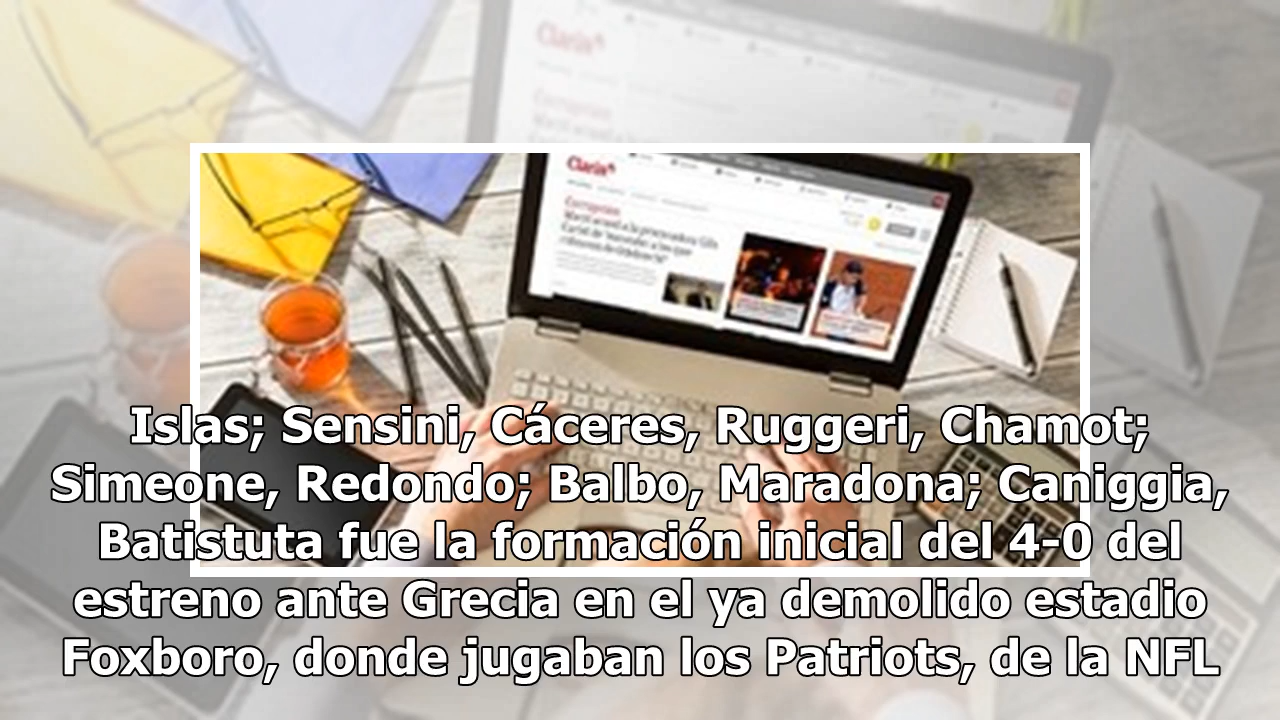 Clarín
Islas; Sensini, Cáceres, Ruggeri, Chamot;
Simeone, Redondo; Balbo, Maradona; Caniggia,
Batistuta fue la formación inicial del 4-0 del
estreno ante Grecia en el ya demolido estadio
Foxboro, donde jugaban los Patriots, de la NFL